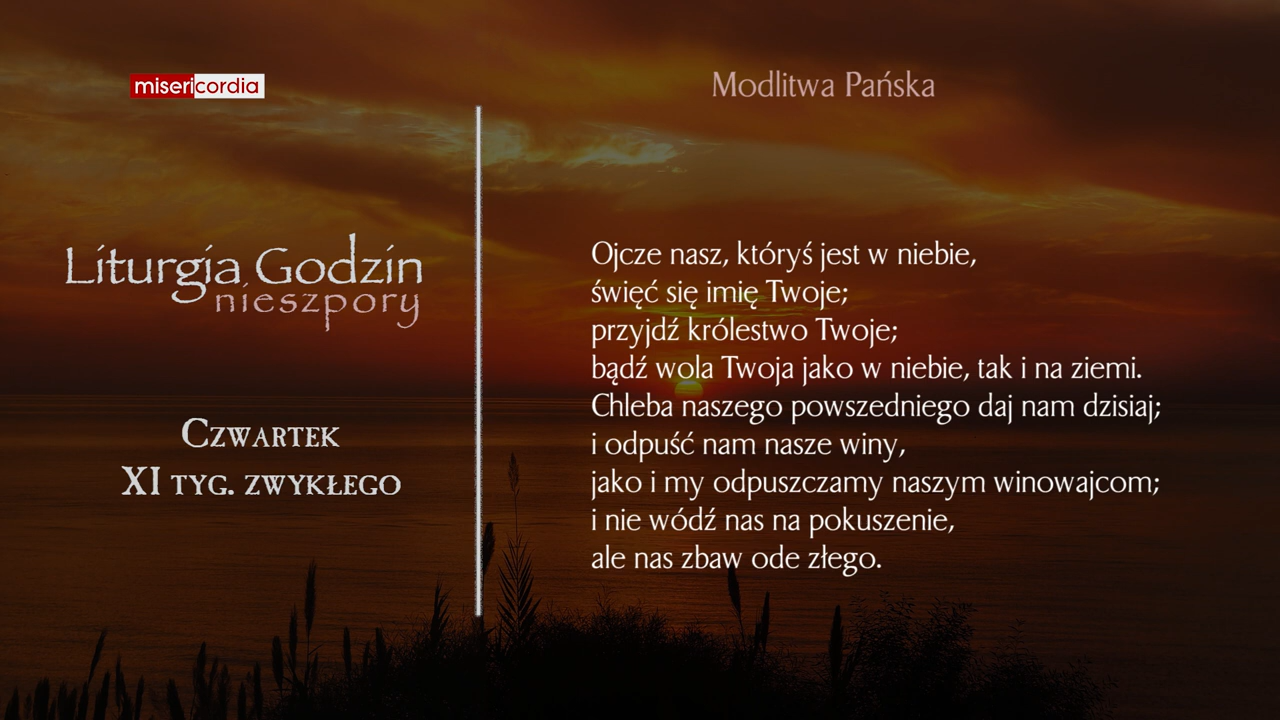 misericordia
Liturgia Godzin
nieszpory
Czwartek
XI tyg. zwykłego
Modlitwa Pańska
Ojcze nasz, któryś jest w niebie,
święć się imię Twoje;
przyjdź królestwo Twoje;
bądź wola Twoja jako w niebie, tak i na ziemi.
Chleba naszego powszedniego daj nam dzisiaj;
i odpuść nam nasze winy,
jako i my odpuszczamy naszym winowajcom;
i nie wódź nas na pokuszenie,
ale nas zbaw ode złego.